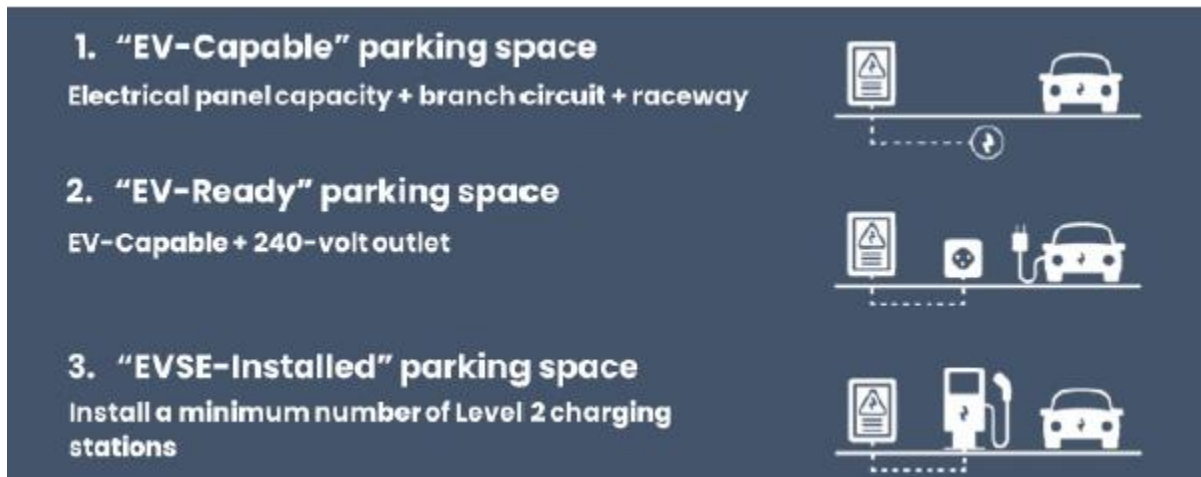 1. “EV-Capable” parking space
Electrical panel capacity + branch circuit + raceway
2. “EV-Ready” parking space
EV-Capable + 240-volt outlet
3. “EVSE-Installed” parking space
Install a minimum number of Level 2 charging
stations